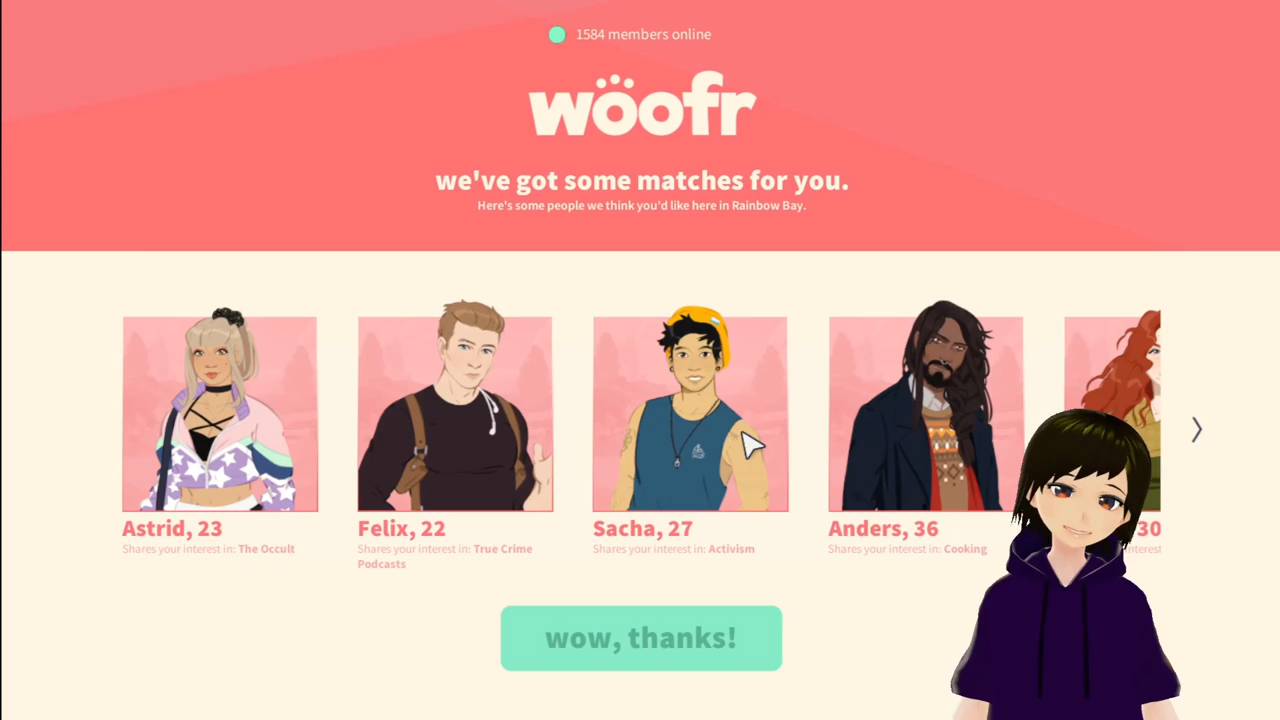 1584 members online
wöofr
we've got some matches for you.
Here's some people we think you'd like here in Rainbow Bay.
Astrid, 23
Shares your interest in: The Occult
Felix, 22
Shares your interest in: True Crime
Podcasts
Sacha, 27
Shares your interest in: Activism
Anders, 36
Shares your interest in: Cooking
30
wow, thanks!